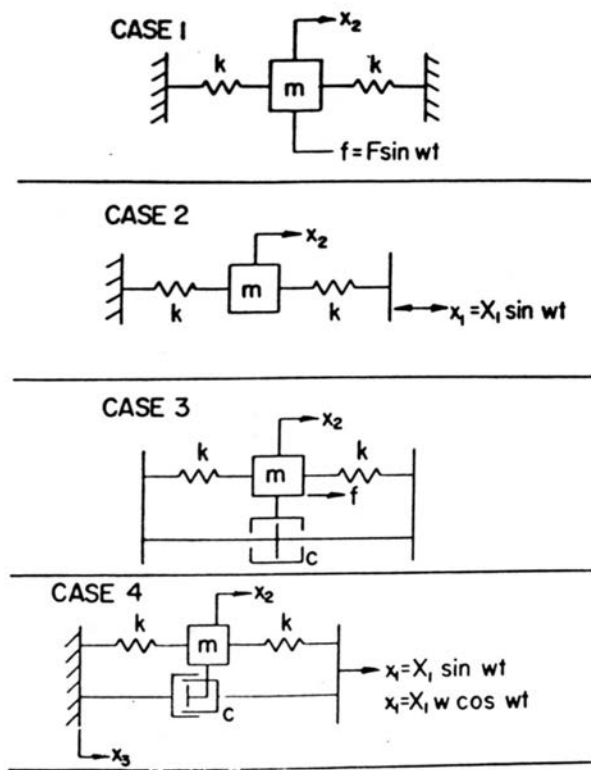 CASE 1
x₂
k
k
m
f = F sin wt
CASE 2
x₂
m
k
k
x₁ = X₁ sin wt
CASE 3
x₂
k
k
m
f
c
CASE 4
x₂
k
k
m
x₁ = X₁ sin wt
c
x₁ = X₁ w cos wt
x₃